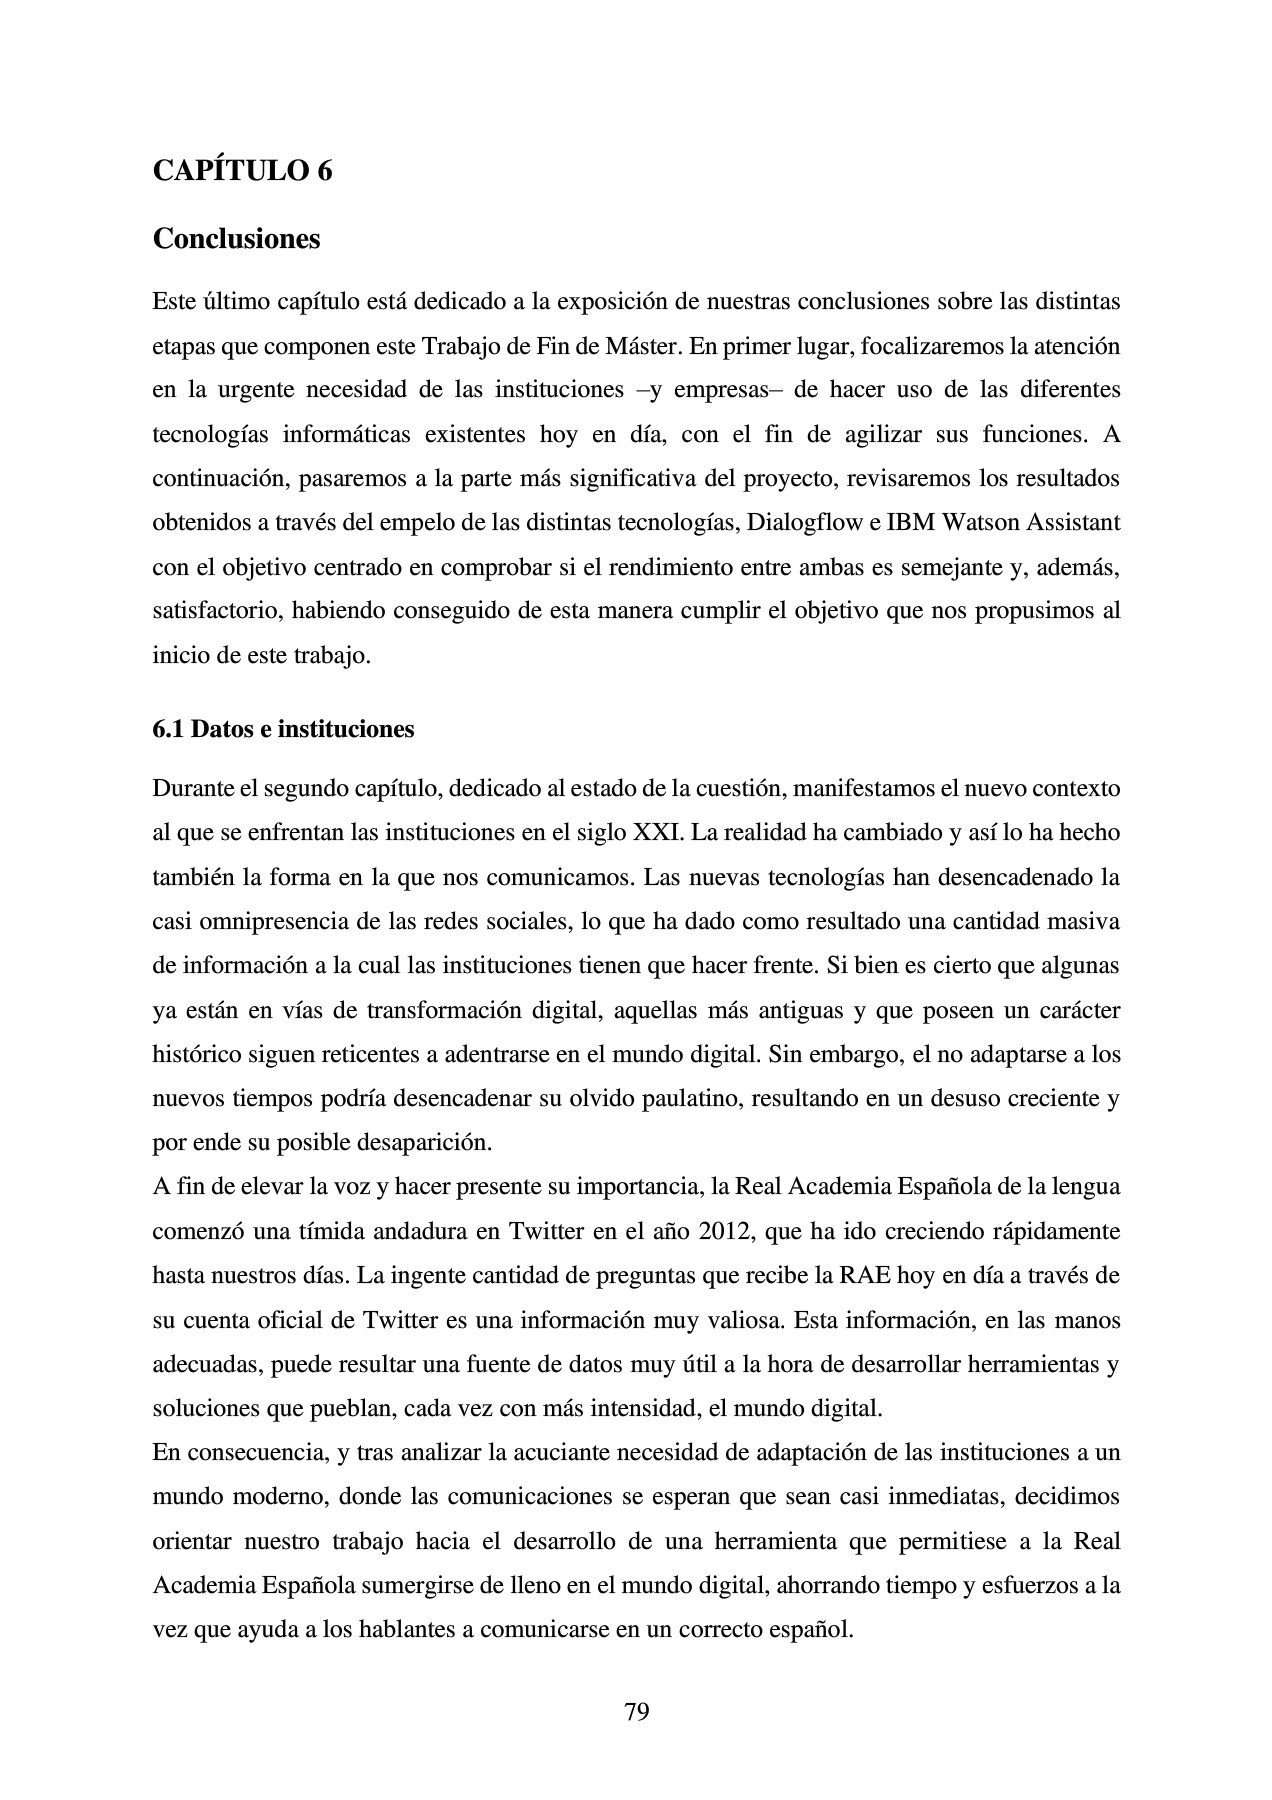 CAPÍTULO 6
Conclusiones
Este último capítulo está dedicado a la exposición de nuestras conclusiones sobre las distintas
etapas que componen este Trabajo de Fin de Máster. En primer lugar, focalizaremos la atención
en la urgente necesidad de las instituciones –y empresas– de hacer uso de las diferentes
tecnologías informáticas existentes hoy en día, con el fin de agilizar sus funciones. A
continuación, pasaremos a la parte más significativa del proyecto, revisaremos los resultados
obtenidos a través del empelo de las distintas tecnologías, Dialogflow e IBM Watson Assistant
con el objetivo centrado en comprobar si el rendimiento entre ambas es semejante y, además,
satisfactorio, habiendo conseguido de esta manera cumplir el objetivo que nos propusimos al
inicio de este trabajo.
6.1 Datos e instituciones
Durante el segundo capítulo, dedicado al estado de la cuestión, manifestamos el nuevo contexto
al que se enfrentan las instituciones en el siglo XXI. La realidad ha cambiado y así lo ha hecho
también la forma en la que nos comunicamos. Las nuevas tecnologías han desencadenado la
casi omnipresencia de las redes sociales, lo que ha dado como resultado una cantidad masiva
de información a la cual las instituciones tienen que hacer frente. Si bien es cierto que algunas
ya están en vías de transformación digital, aquellas más antiguas y que poseen un carácter
histórico siguen reticentes a adentrarse en el mundo digital. Sin embargo, el no adaptarse a los
nuevos tiempos podría desencadenar su olvido paulatino, resultando en un desuso creciente y
por ende su posible desaparición.
A fin de elevar la voz y hacer presente su importancia, la Real Academia Española de la lengua
comenzó una tímida andadura en Twitter en el año 2012, que ha ido creciendo rápidamente
hasta nuestros días. La ingente cantidad de preguntas que recibe la RAE hoy en día a través de
su cuenta oficial de Twitter es una información muy valiosa. Esta información, en las manos
adecuadas, puede resultar una fuente de datos muy útil a la hora de desarrollar herramientas y
soluciones que pueblan, cada vez con más intensidad, el mundo digital.
En consecuencia, y tras analizar la acuciante necesidad de adaptación de las instituciones a un
mundo moderno, donde las comunicaciones se esperan que sean casi inmediatas, decidimos
orientar nuestro trabajo hacia el desarrollo de una herramienta que permitiese a la Real
Academia Española sumergirse de lleno en el mundo digital, ahorrando tiempo y esfuerzos a la
vez que ayuda a los hablantes a comunicarse en un correcto español.
79